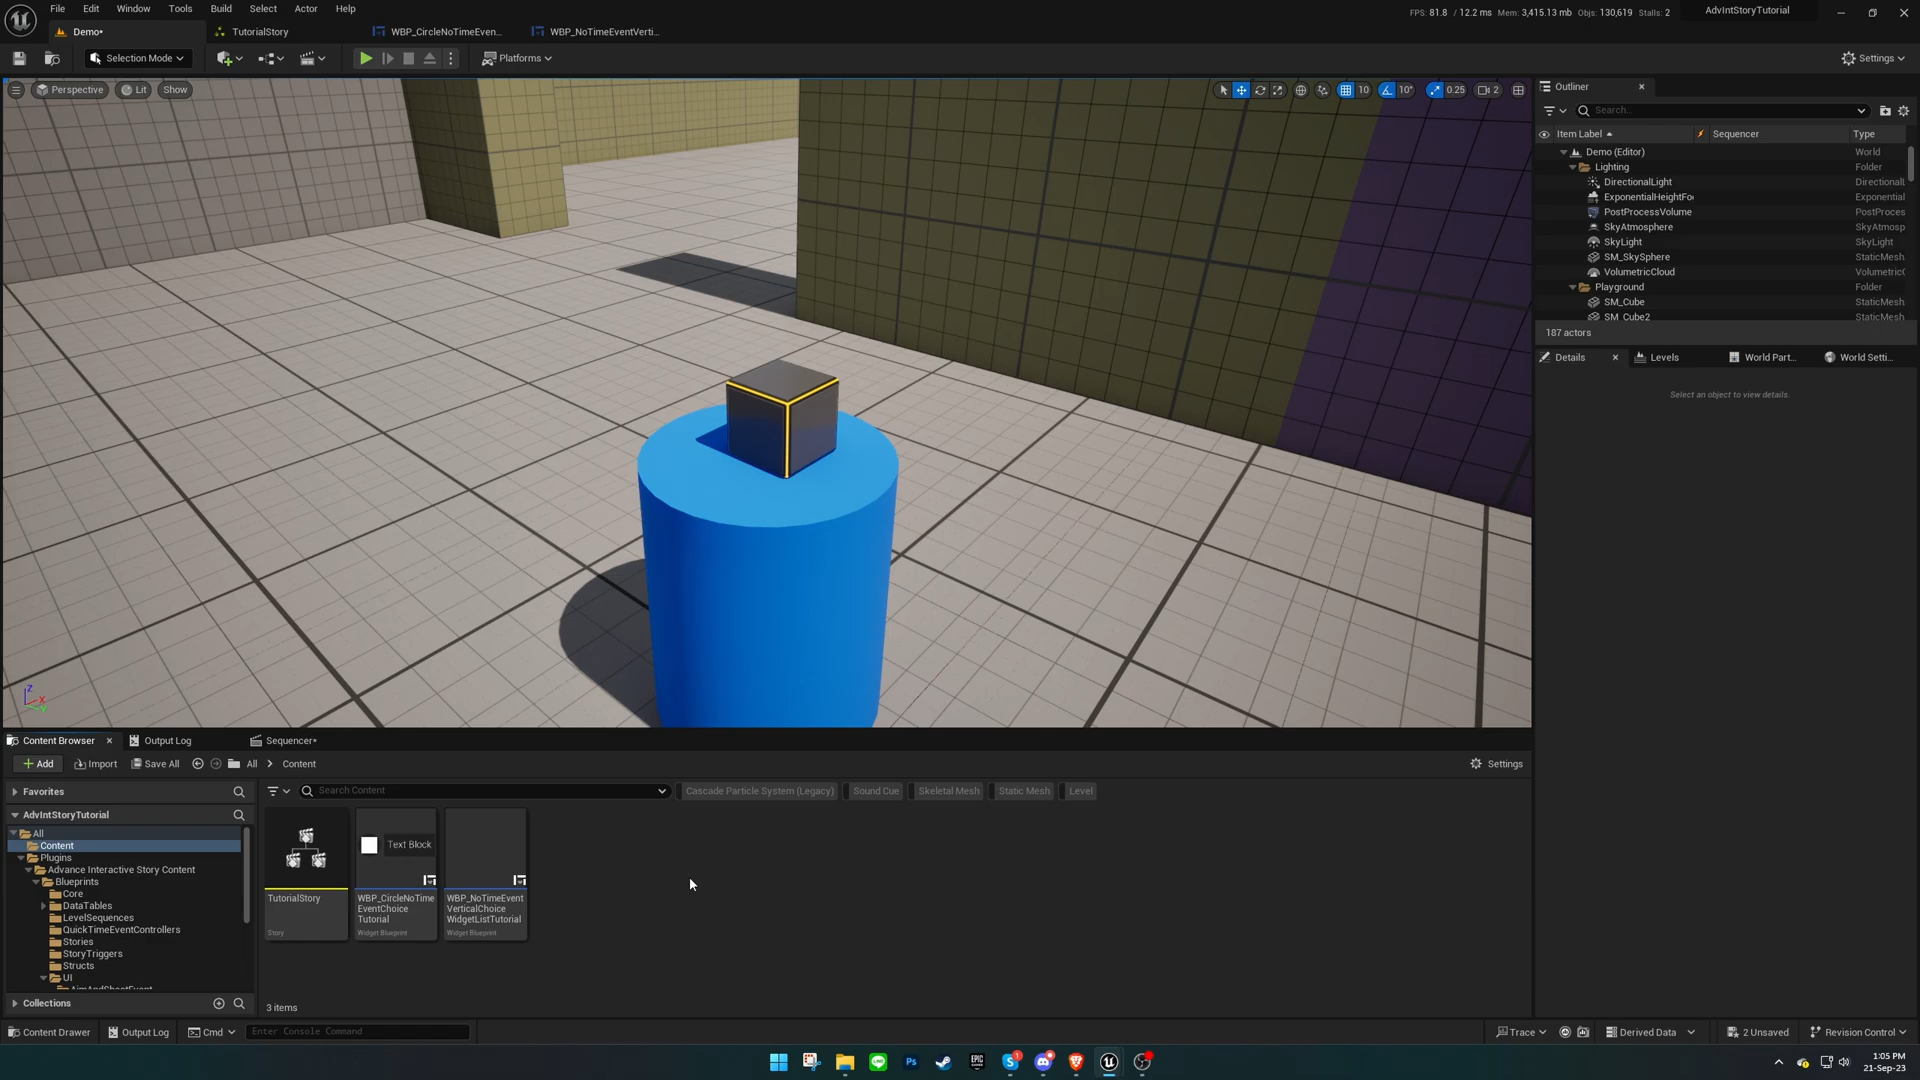 File Edit Window Tools Build Select Actor Help
FPS: 81.8 / 12.2 ms Mem: 3,415.13 mb Objs: 130,619 Stalls: 2
AdvIntStoryTutorial
Demo•
TutorialStory
WBP_CircleNoTimeEven...
WBP_NoTimeEventVerti...
Selection Mode
Platforms
Settings
Perspective
Lit
Show
10
10°
0.25
2
Outliner
Search...
Item Label
Sequencer
Type
Demo (Editor) World
Lighting Folder
DirectionalLight Directionall
ExponentialHeightFo Exponential
PostProcessVolume PostProces
SkyAtmosphere SkyAtmosp
SkyLight SkyLight
SM_SkySphere StaticMesh
VolumetricCloud Volumetric
Playground Folder
SM_Cube StaticMesh
SM_Cube2 StaticMesh
187 actors
Details
Levels
World Part...
World Setti...
Select an object to view details.
Z
X
Y
Content Browser
Output Log
Sequencer•
Add
Import
Save All
All
Content
Settings
Favorites
Search Content
Cascade Particle System (Legacy)
Sound Cue
Skeletal Mesh
Static Mesh
Level
AdvIntStoryTutorial
All
Content
Plugins
Advance Interactive Story Content
Blueprints
Core
DataTables
LevelSequences
QuickTimeEventControllers
Stories
StoryTriggers
Structs
UI
AimAndShootEvent
Collections
Text Block
TutorialStory
Story
WBP_CircleNoTime
EventChoice
Tutorial
Widget Blueprint
WBP_NoTimeEvent
VerticalChoice
WidgetListTutorial
Widget Blueprint
3 items
Content Drawer
Output Log
Cmd
Enter Console Command
Trace
Derived Data
2 Unsaved
Revision Control
Ps
EPIC
1:05 PM
21-Sep-23